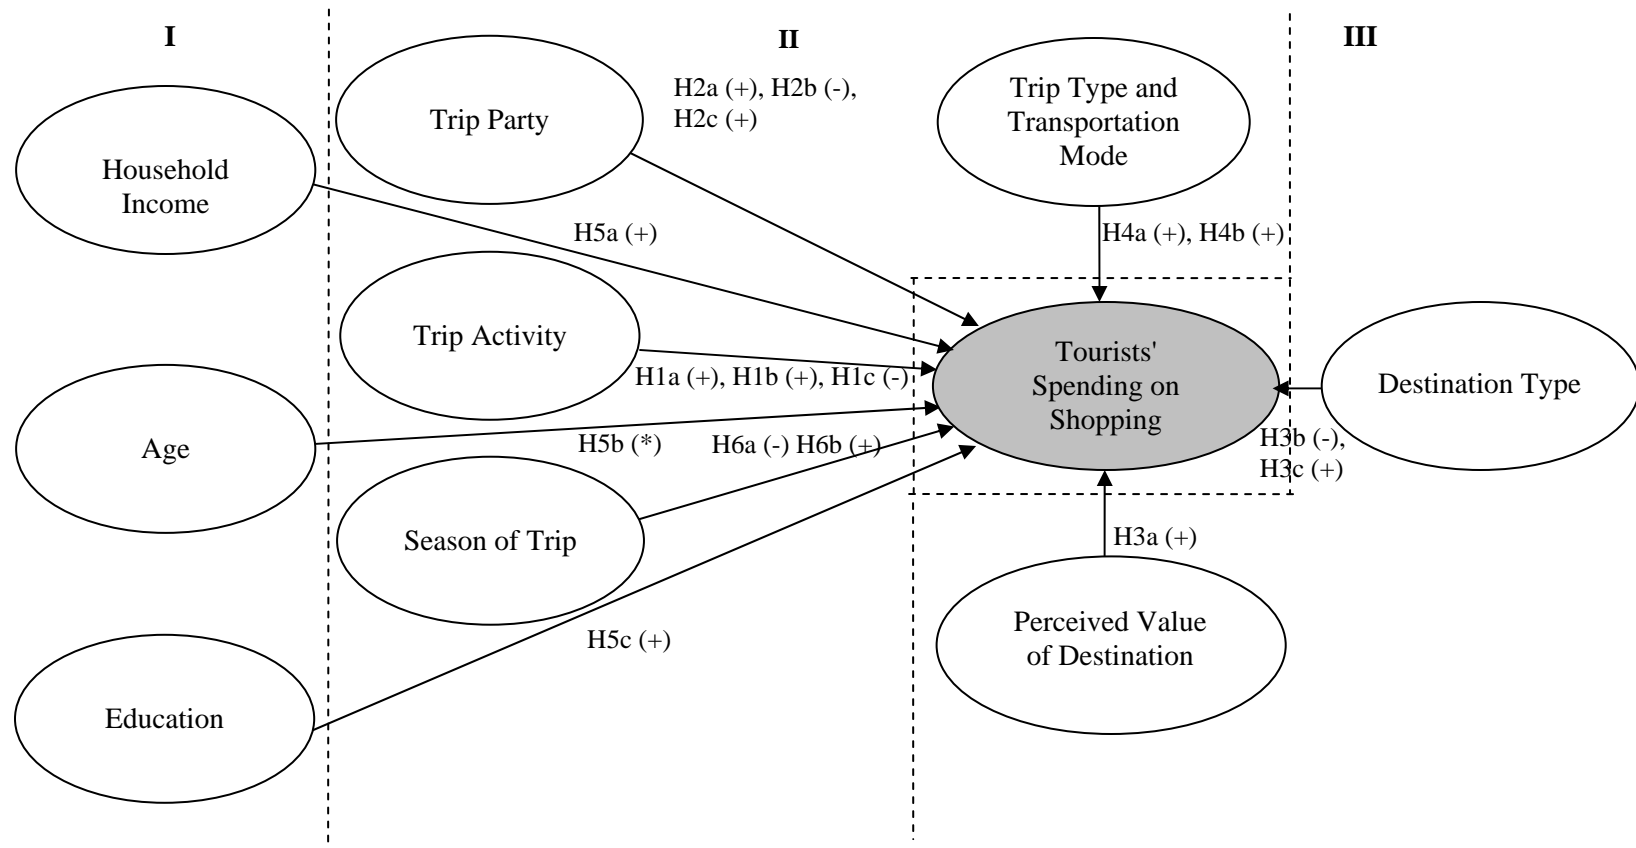 I
II
III
H2a (+), H2b (-),
H2c (+)
Trip Party
Trip Type and
Transportation
Mode
Household
Income
H5a (+)
H4a (+), H4b (+)
Trip Activity
H1a (+), H1b (+), H1c (-)
Tourists'
Spending on
Shopping
Destination Type
Age
H5b (*)
H6a (-) H6b (+)
H3b (-),
H3c (+)
Season of Trip
H3a (+)
H5c (+)
Perceived Value
of Destination
Education